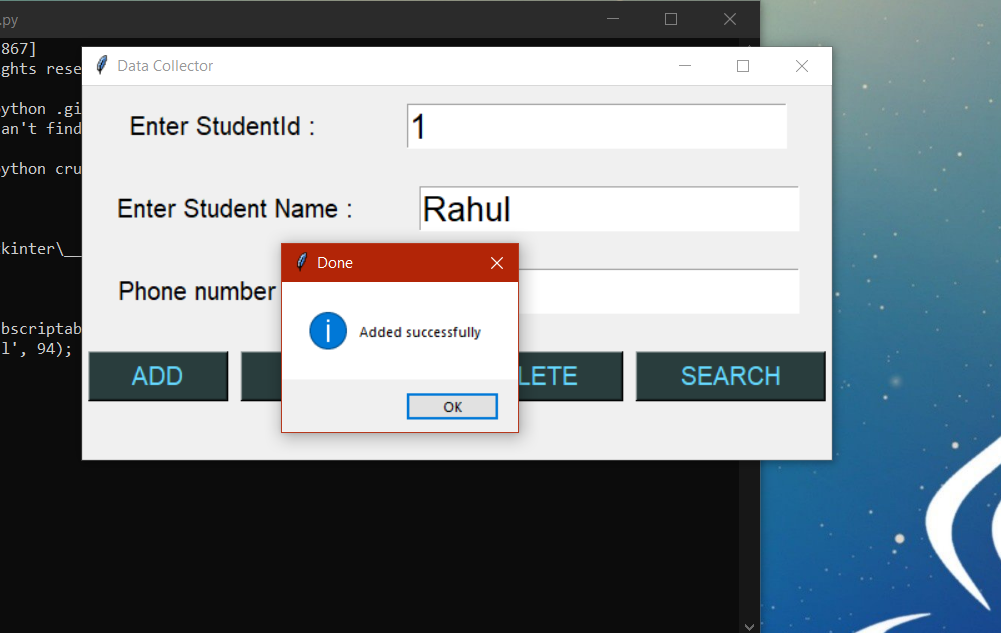 .py
867]
Data Collector
ights rese
Enter StudentId :
1
ython .gi
an't find
ython cru
Enter Student Name :
Rahul
kinter\__
Done
Phone number
bscriptab
Added successfully
l', 94);
ADD
LETE
SEARCH
OK